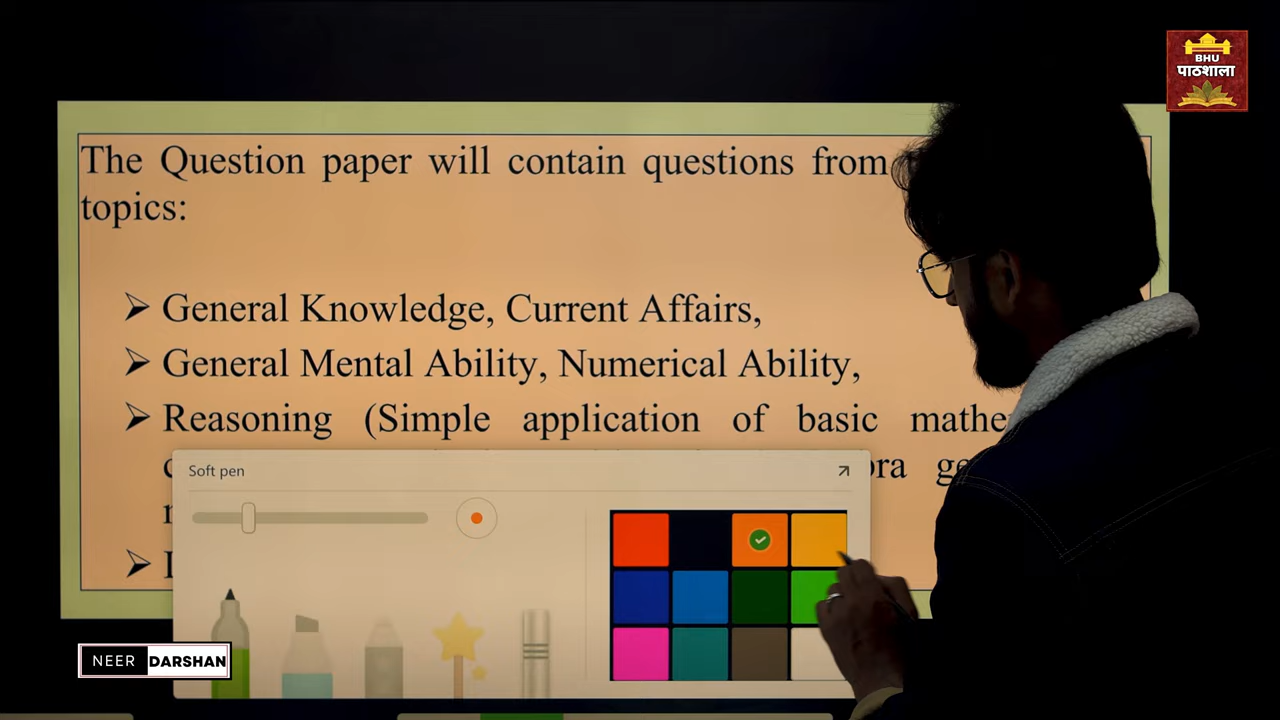 BHU
पाठशाला
The Question paper will contain questions from
topics:
➢ General Knowledge, Current Affairs,
➢ General Mental Ability, Numerical Ability,
➢ Reasoning (Simple application of basic
Soft pen
NEER DARSHAN